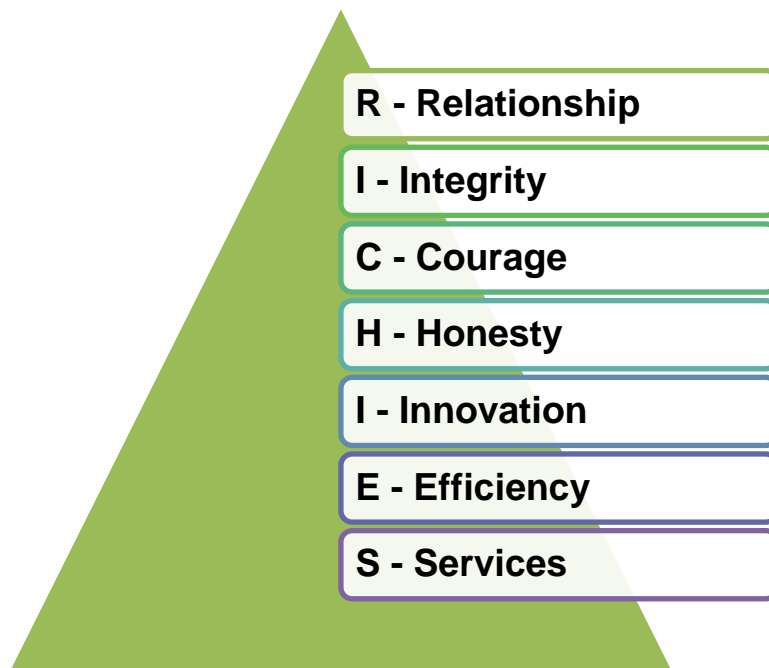 R - Relationship
I - Integrity
C - Courage
H - Honesty
I - Innovation
E - Efficiency
S - Services